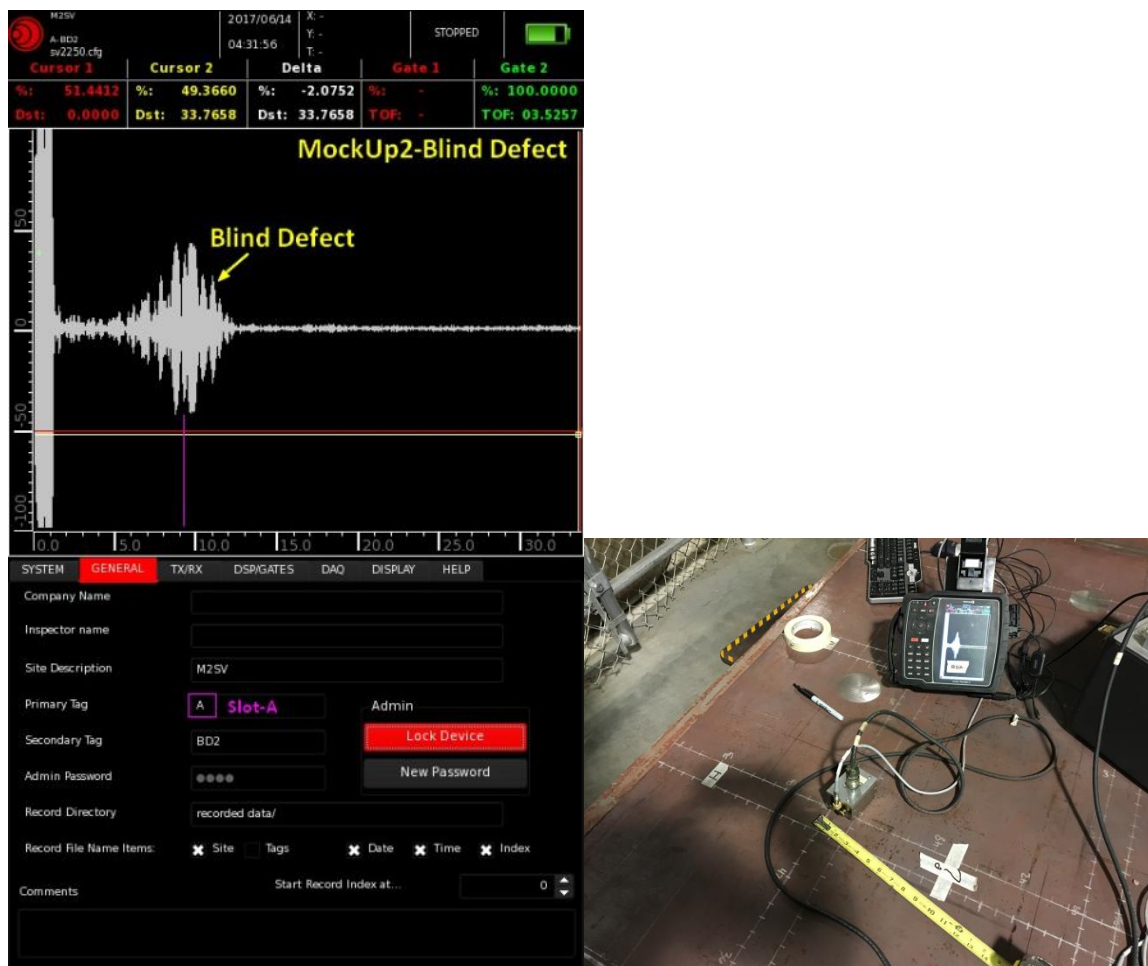 M2SV
A-BD2
sv2250.cfg
2017/06/14
04:31:56
X: -
Y: -
T: -
STOPPED
Cursor 1 Cursor 2 Delta Gate 1 Gate 2
%: 51.4412 %: 49.3660 %: -2.0752 %: - %: 100.0000
Dst: 0.0000 Dst: 33.7658 Dst: 33.7658 TOF: - TOF: 03.5257
MockUp2-Blind Defect
Blind Defect
50
0
-50
-100
0.0 5.0 10.0 15.0 20.0 25.0 30.0
SYSTEM GENERAL TX/RX DSP/GATES DAQ DISPLAY HELP
Company Name
Inspector name
Site Description M2SV
Primary Tag A Slot-A
Admin
Lock Device
Secondary Tag BD2
New Password
Admin Password
Record Directory recorded data/
Record File Name Items: Site Tags Date Time Index
Start Record Index at... 0
Comments
H